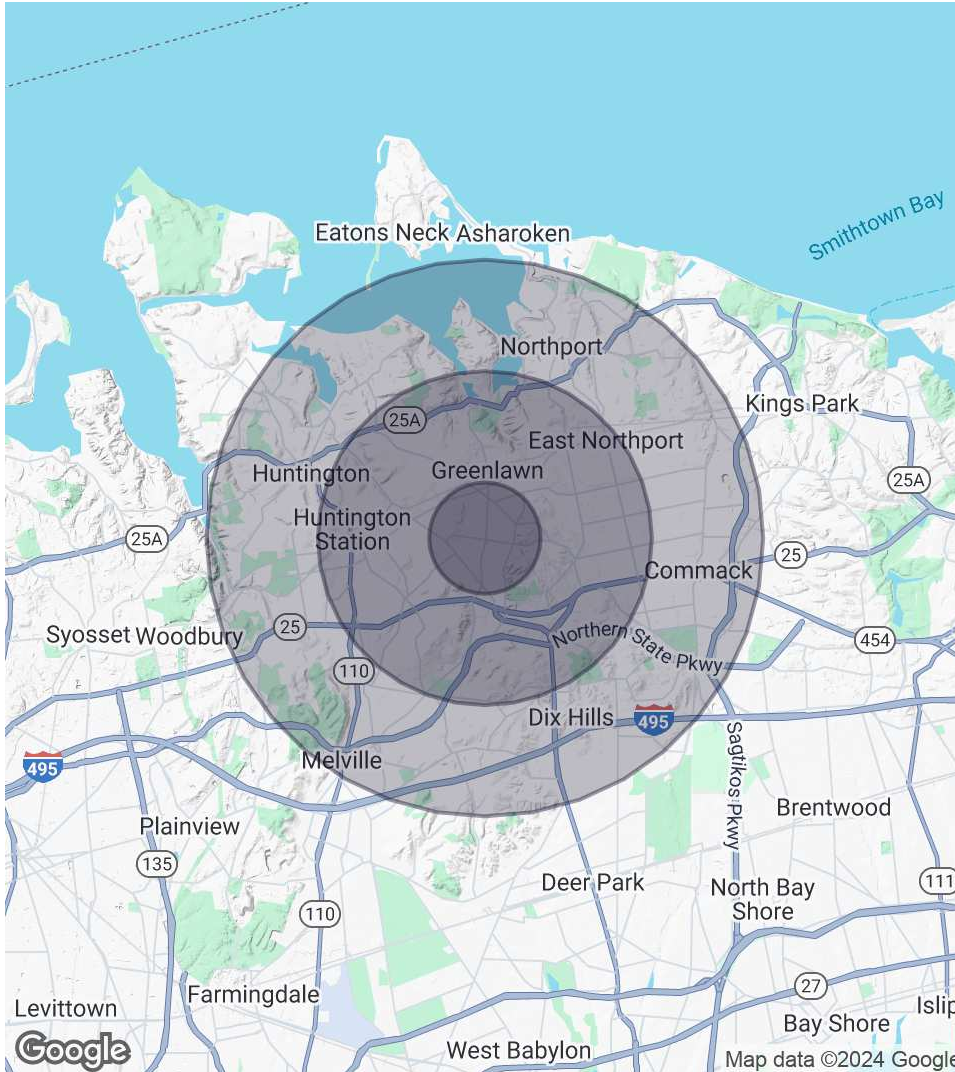 Smithtown Bay
Eatons Neck
Asharoken
Northport
Kings Park
25A
East Northport
Huntington
Greenlawn
25A
Huntington
Station
25A
25
Commack
Syosset
Woodbury
25
Northern State Pkwy
454
110
Dix Hills
495
Melville
495
Sagtikos Pkwy
Brentwood
Plainview
135
Deer Park
North Bay
Shore
111
110
Farmingdale
27
Levittown
Bay Shore
Islip
Google
West Babylon
Map data ©2024 Google